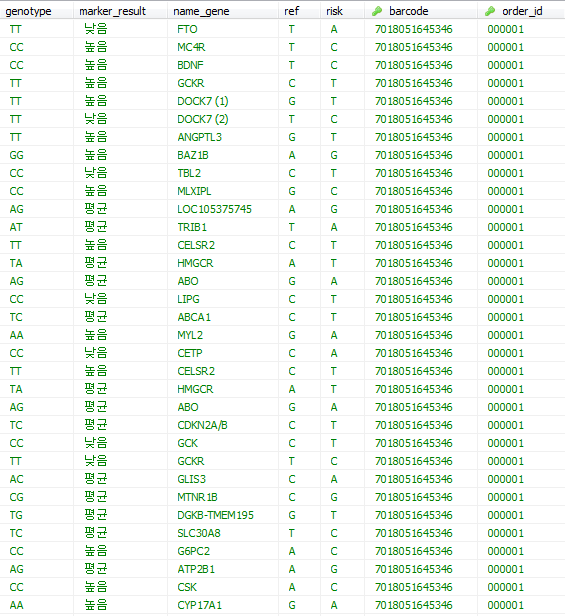 genotype marker_result name_gene ref risk barcode order_id
TT 낮음 FTO T A 7018051645346 000001
CC 높음 MC4R T C 7018051645346 000001
CC 높음 BDNF T C 7018051645346 000001
TT 높음 GCKR C T 7018051645346 000001
TT 높음 DOCK7 (1) G T 7018051645346 000001
TT 낮음 DOCK7 (2) T C 7018051645346 000001
TT 높음 ANGPTL3 G T 7018051645346 000001
GG 높음 BAZ1B A G 7018051645346 000001
CC 낮음 TBL2 C T 7018051645346 000001
CC 높음 MLXIPL G C 7018051645346 000001
AG 평균 LOC105375745 A G 7018051645346 000001
AT 평균 TRIB1 T A 7018051645346 000001
TT 높음 CELSR2 C T 7018051645346 000001
TA 평균 HMGCR A T 7018051645346 000001
AG 평균 ABO G A 7018051645346 000001
CC 낮음 LIPG C T 7018051645346 000001
TC 평균 ABCA1 C T 7018051645346 000001
AA 높음 MYL2 G A 7018051645346 000001
CC 낮음 CETP C A 7018051645346 000001
TT 높음 CELSR2 C T 7018051645346 000001
TA 평균 HMGCR A T 7018051645346 000001
AG 평균 ABO G A 7018051645346 000001
TC 평균 CDKN2A/B C T 7018051645346 000001
CC 낮음 GCK C T 7018051645346 000001
TT 낮음 GCKR T C 7018051645346 000001
AC 평균 GLIS3 C A 7018051645346 000001
CG 평균 MTNR1B C G 7018051645346 000001
TG 평균 DGKB-TMEM195 G T 7018051645346 000001
TC 평균 SLC30A8 T C 7018051645346 000001
CC 높음 G6PC2 A C 7018051645346 000001
AG 평균 ATP2B1 A G 7018051645346 000001
CC 높음 CSK A C 7018051645346 000001
AA 높음 CYP17A1 G A 7018051645346 000001